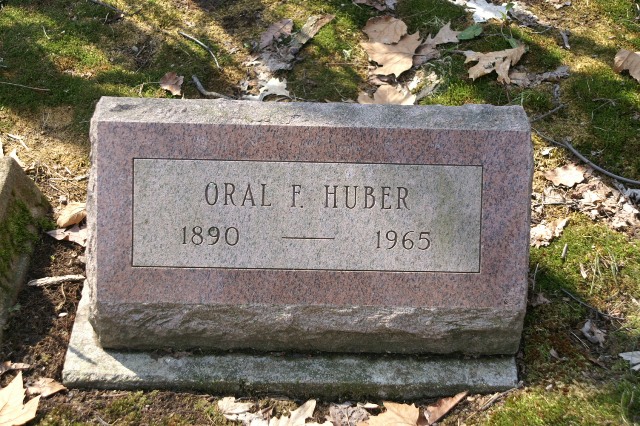 ORAL F. HUBER
1890 — 1965